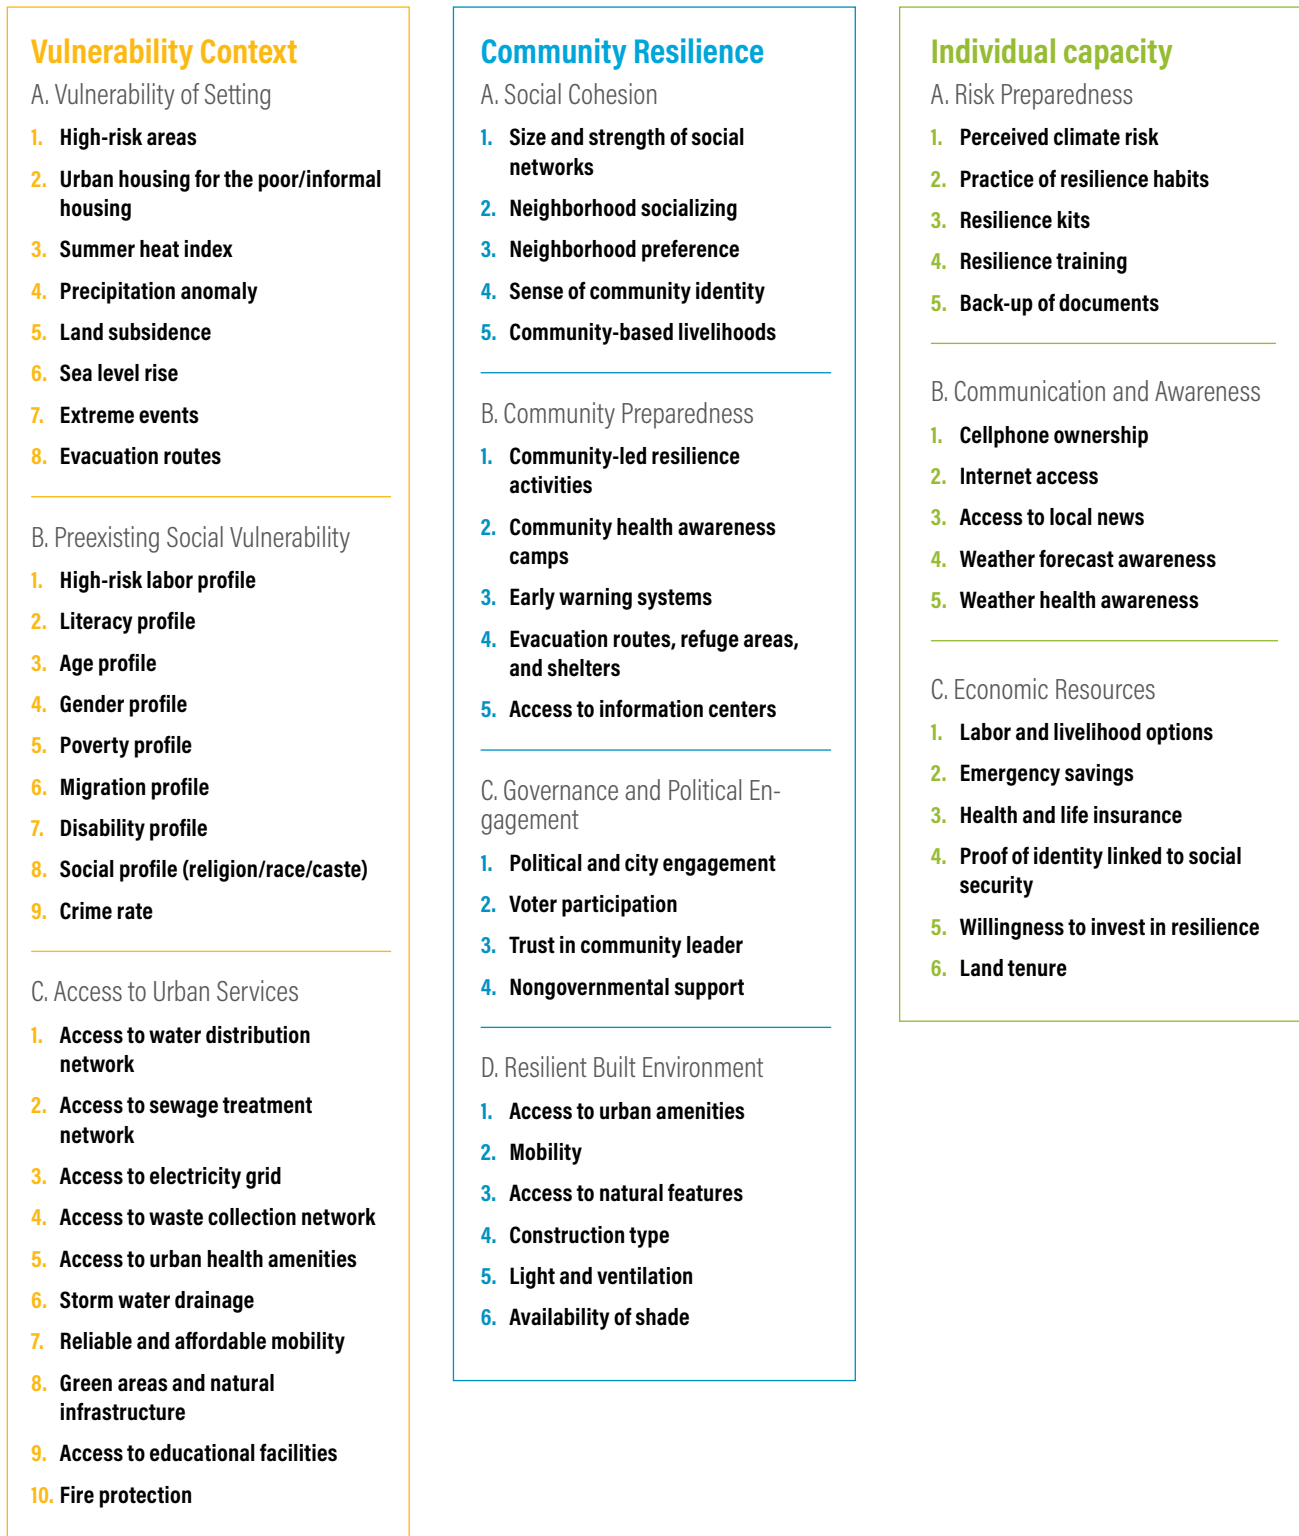 Vulnerability Context
A. Vulnerability of Setting
1. High-risk areas
2. Urban housing for the poor/informal
housing
3. Summer heat index
4. Precipitation anomaly
5. Land subsidence
6. Sea level rise
7. Extreme events
8. Evacuation routes
B. Preexisting Social Vulnerability
1. High-risk labor profile
2. Literacy profile
3. Age profile
4. Gender profile
5. Poverty profile
6. Migration profile
7. Disability profile
8. Social profile (religion/race/caste)
9. Crime rate
C. Access to Urban Services
1. Access to water distribution
network
2. Access to sewage treatment
network
3. Access to electricity grid
4. Access to waste collection network
5. Access to urban health amenities
6. Storm water drainage
7. Reliable and affordable mobility
8. Green areas and natural
infrastructure
9. Access to educational facilities
10. Fire protection
Community Resilience
A. Social Cohesion
1. Size and strength of social
networks
2. Neighborhood socializing
3. Neighborhood preference
4. Sense of community identity
5. Community-based livelihoods
B. Community Preparedness
1. Community-led resilience
activities
2. Community health awareness
camps
3. Early warning systems
4. Evacuation routes, refuge areas,
and shelters
5. Access to information centers
C. Governance and Political En-
gagement
1. Political and city engagement
2. Voter participation
3. Trust in community leader
4. Nongovernmental support
D. Resilient Built Environment
1. Access to urban amenities
2. Mobility
3. Access to natural features
4. Construction type
5. Light and ventilation
6. Availability of shade
Individual capacity
A. Risk Preparedness
1. Perceived climate risk
2. Practice of resilience habits
3. Resilience kits
4. Resilience training
5. Back-up of documents
B. Communication and Awareness
1. Cellphone ownership
2. Internet access
3. Access to local news
4. Weather forecast awareness
5. Weather health awareness
C. Economic Resources
1. Labor and livelihood options
2. Emergency savings
3. Health and life insurance
4. Proof of identity linked to social
security
5. Willingness to invest in resilience
6. Land tenure